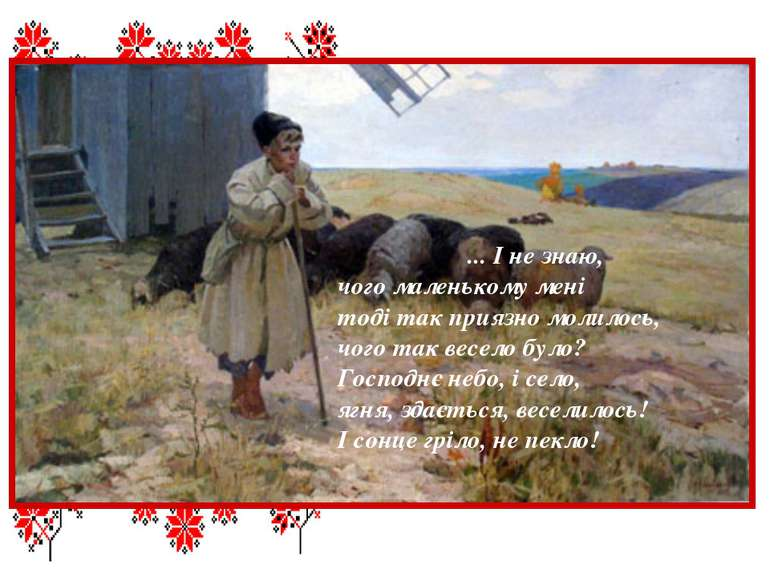 ... І не знаю,
чого маленькому мені
тоді так приязно молилось,
чого так весело було?
Господнє небо, і село,
ягня, здається, веселилось!
І сонце гріло, не пекло!